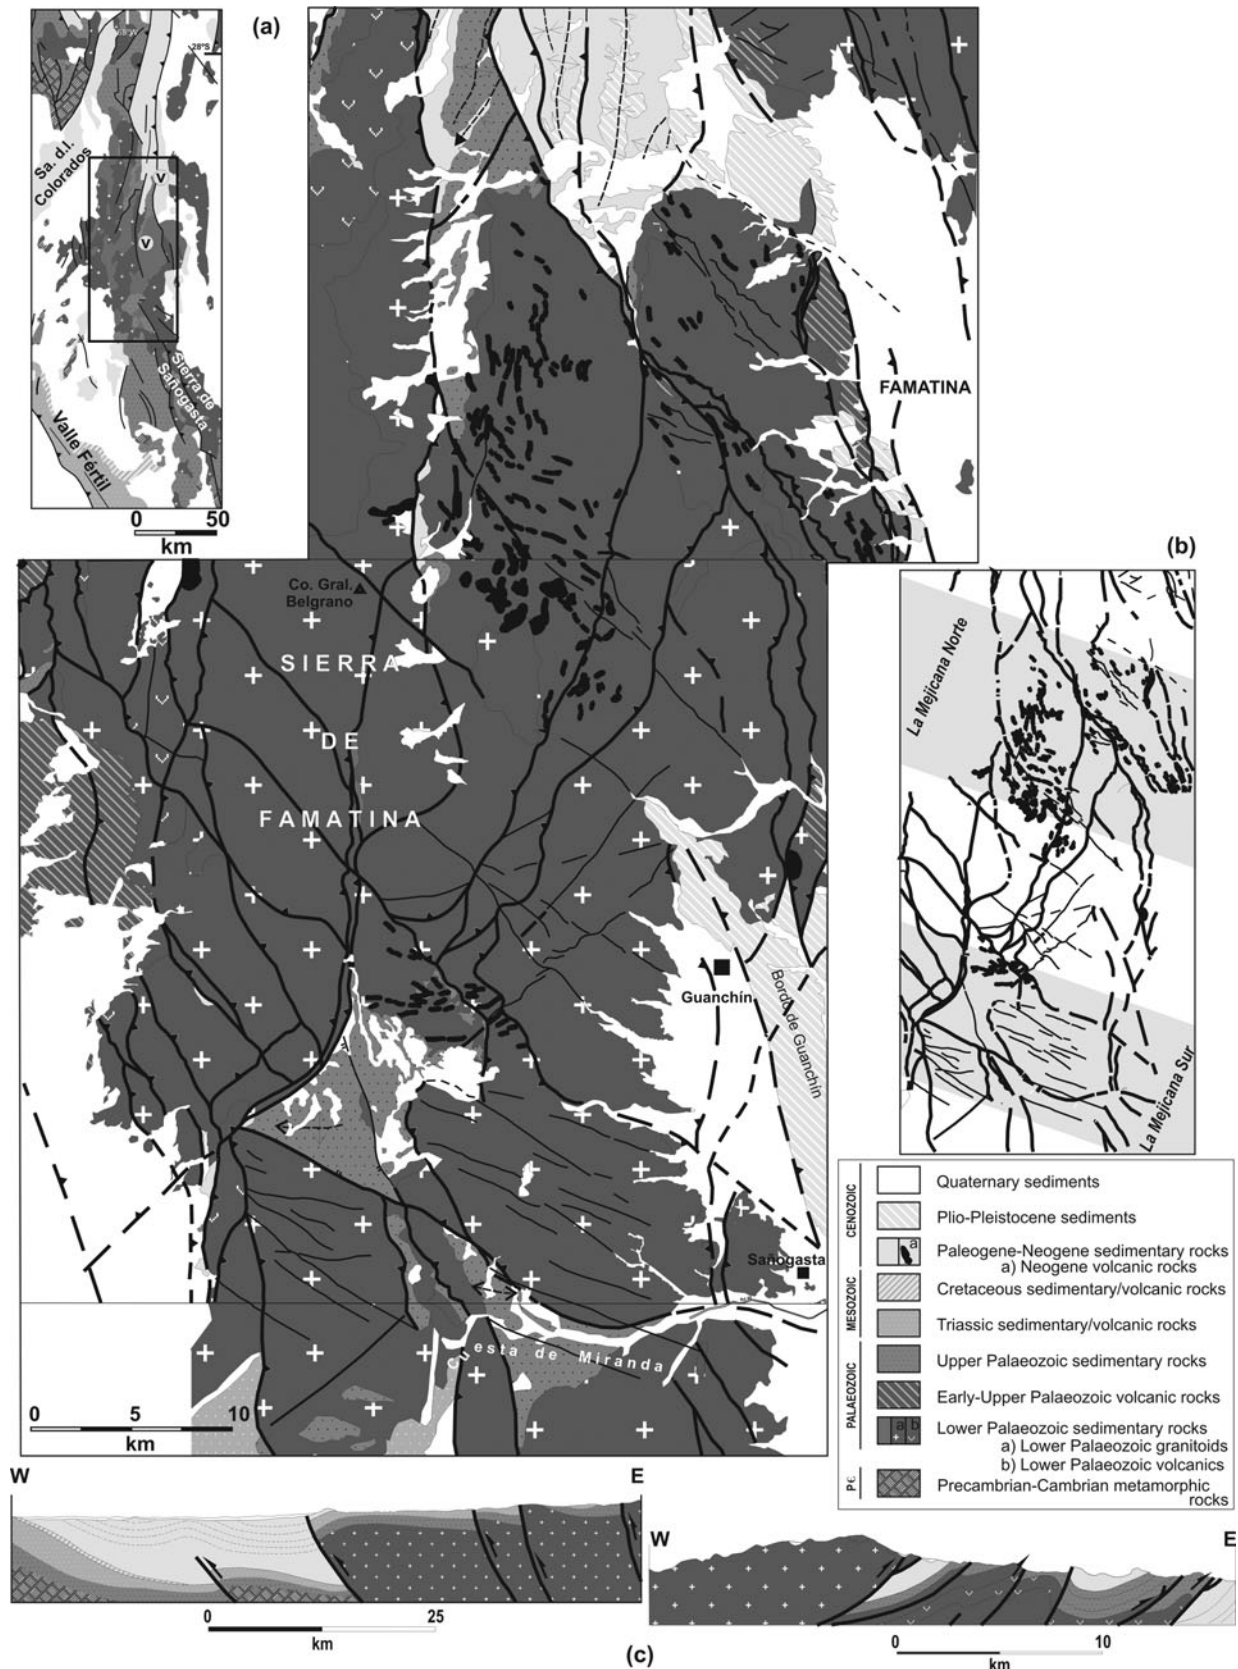 (a)
28°S
Sa. d.l.
Colorados
V
V
Sierra de
Sañogasta
Valle Fértil
0 50
km
FAMATINA
(b)
Co. Gral.
Belgrano
SIERRA
DE
FAMATINA
La Mejicana Norte
Guanchín
Bordo de Guanchín
La Mejicana Sur
Sañogasta
Cuesta de Miranda
0 5 10
km
CENOZOIC
Quaternary sediments
Plio-Pleistocene sediments
a
Paleogene-Neogene sedimentary rocks
a) Neogene volcanic rocks
MESOZOIC
Cretaceous sedimentary/volcanic rocks
Triassic sedimentary/volcanic rocks
PALAEOZOIC
Upper Palaeozoic sedimentary rocks
Early-Upper Palaeozoic volcanic rocks
a b
Lower Palaeozoic sedimentary rocks
a) Lower Palaeozoic granitoids
b) Lower Palaeozoic volcanics
PЄ
Precambrian-Cambrian metamorphic
rocks
W E
0 25
km
W E
0 10
km
(c)